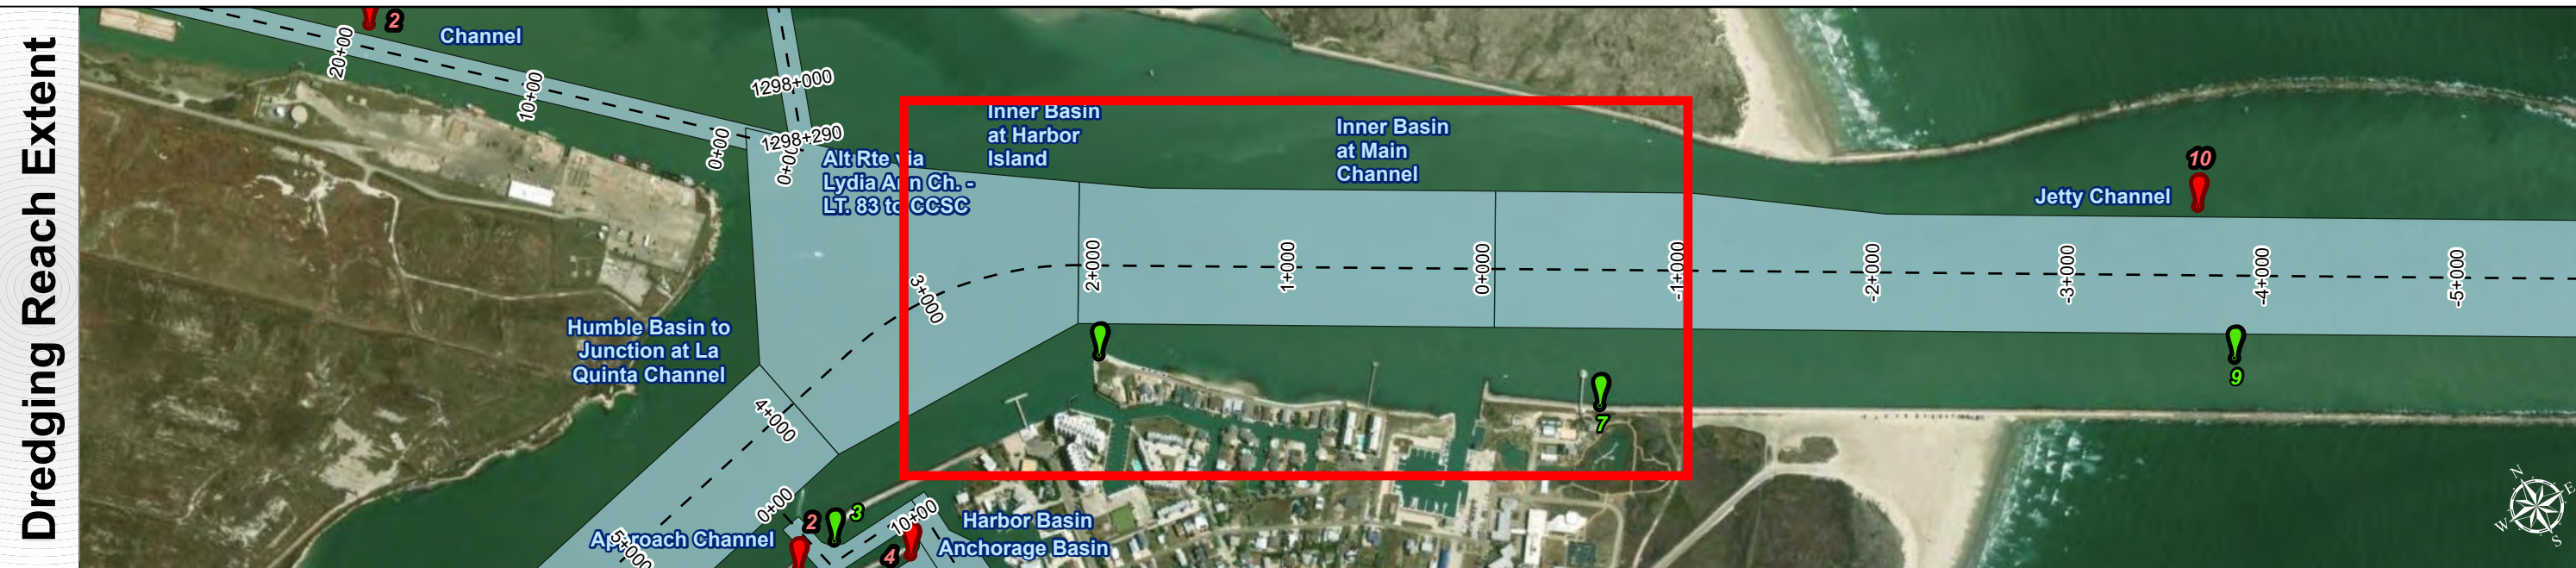 Dredging Reach Extent
2
Channel
20+00
10+00
0+00
1298+000
1298+290
Alt Rte via
Lydia Ann Ch. -
LT. 83 to CCSC
Inner Basin
at Harbor
Island
Inner Basin
at Main
Channel
10
Jetty Channel
3+000
2+000
1+000
0+000
-1+000
-2+000
-3+000
-4+000
-5+000
Humble Basin to
Junction at La
Quinta Channel
4+000
7
9
0+00
2
3
10+00
4
Approach Channel
5+000
Harbor Basin
Anchorage Basin
N
E
W
S